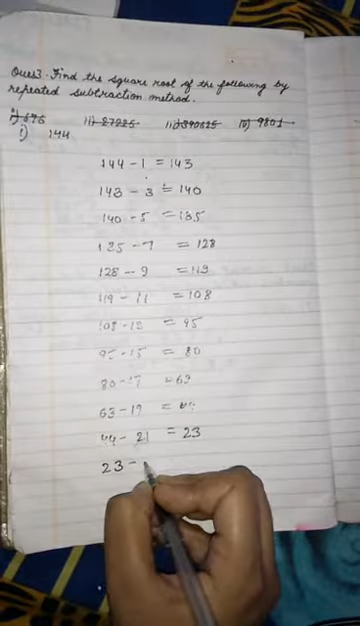 Ques3. Find the square root of the following by
repeated subtraction method.
i) 676 ii) 27225 iii) 390625 iv) 9801
i) 144
144 - 1 = 143
143 - 3 = 140
140 - 5 = 135
135 - 7 = 128
128 - 9 = 119
119 - 11 = 108
108 - 13 = 95
95 - 15 = 80
80 - 17 = 63
63 - 19 = 44
44 - 21 = 23
23 -